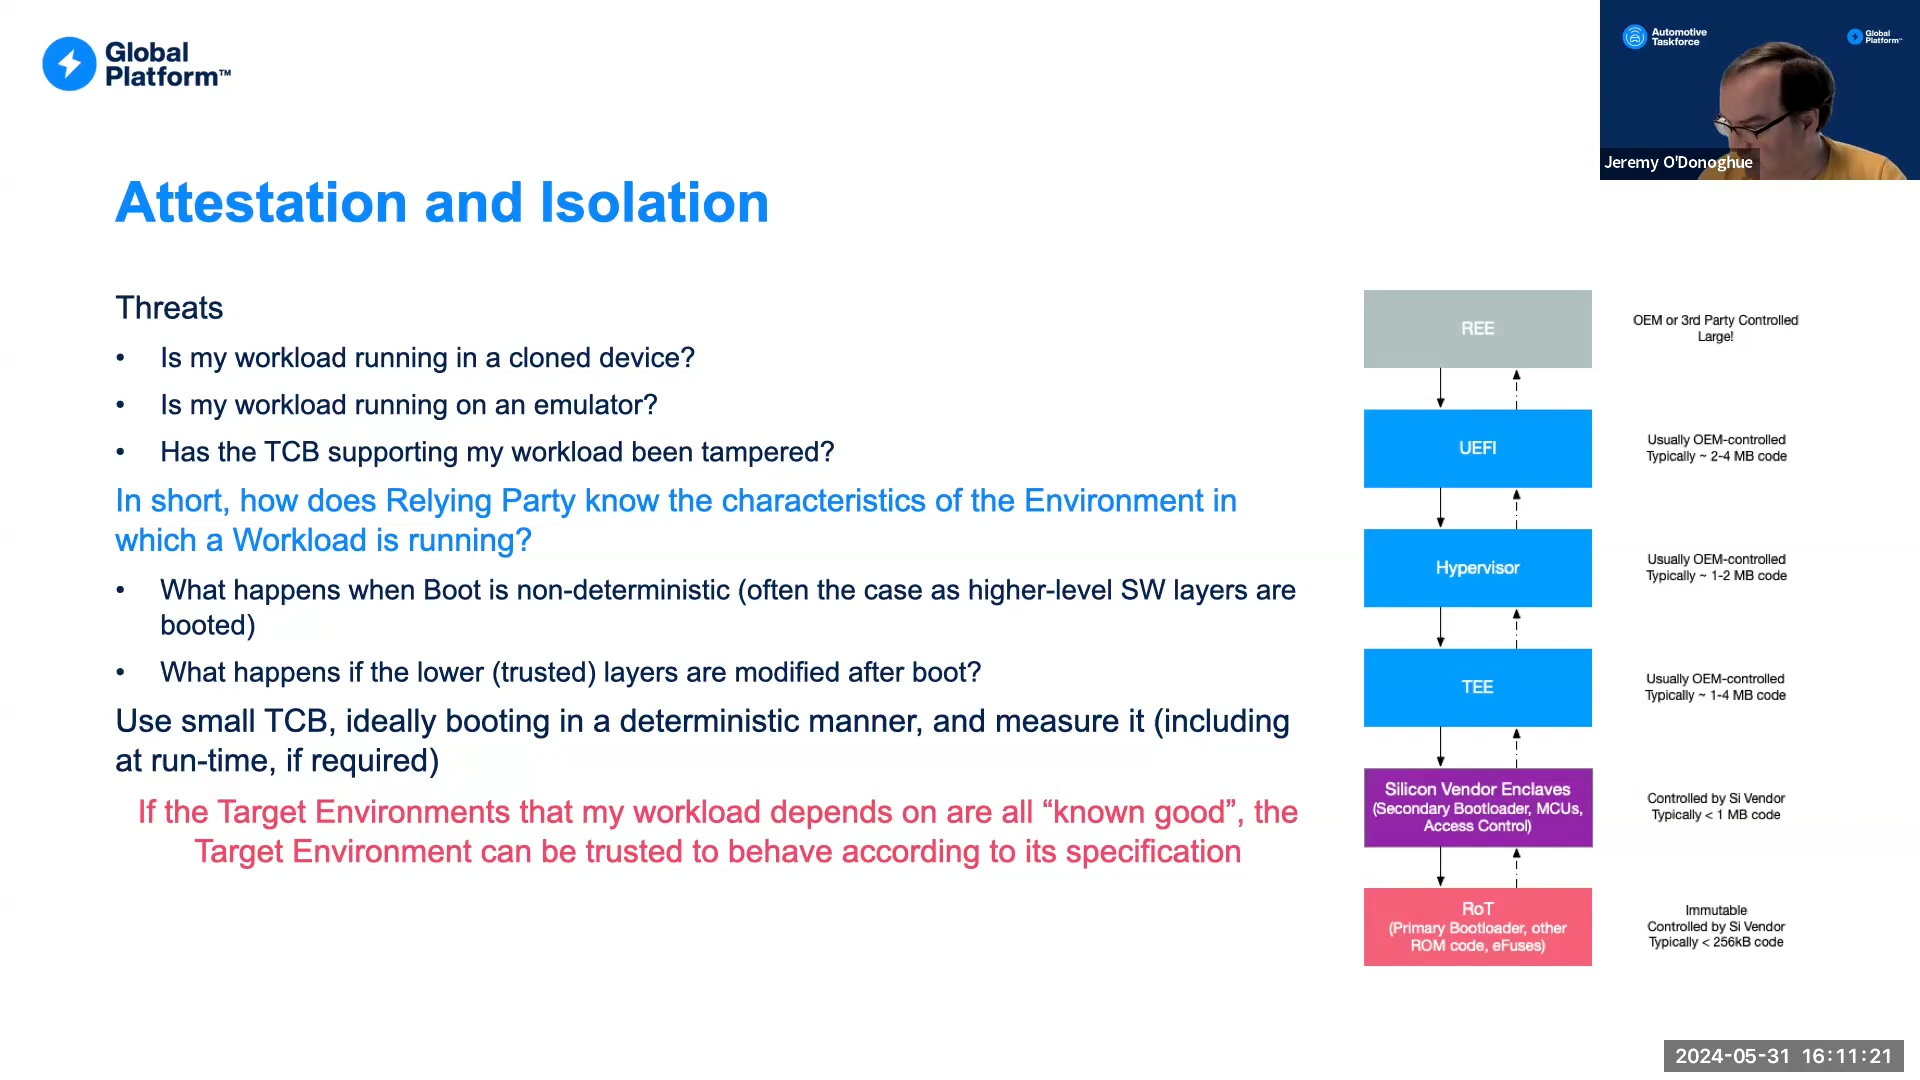 Global
Platform™
Automotive
Taskforce
Global
Platform™
Jeremy O'Donoghue
Attestation and Isolation
Threats
• Is my workload running in a cloned device?
• Is my workload running on an emulator?
• Has the TCB supporting my workload been tampered?
In short, how does Relying Party know the characteristics of the Environment in
which a Workload is running?
• What happens when Boot is non-deterministic (often the case as higher-level SW layers are
booted)
• What happens if the lower (trusted) layers are modified after boot?
Use small TCB, ideally booting in a deterministic manner, and measure it (including
at run-time, if required)
If the Target Environments that my workload depends on are all “known good”, the
Target Environment can be trusted to behave according to its specification
REE
OEM or 3rd Party Controlled
Large!
UEFI
Usually OEM-controlled
Typically ~ 2-4 MB code
Hypervisor
Usually OEM-controlled
Typically ~ 1-2 MB code
TEE
Usually OEM-controlled
Typically ~ 1-4 MB code
Silicon Vendor Enclaves
(Secondary Bootloader, MCUs,
Access Control)
Controlled by Si Vendor
Typically < 1 MB code
RoT
(Primary Bootloader, other
ROM code, eFuses)
Immutable
Controlled by Si Vendor
Typically < 256kB code
2024-05-31 16:11:21